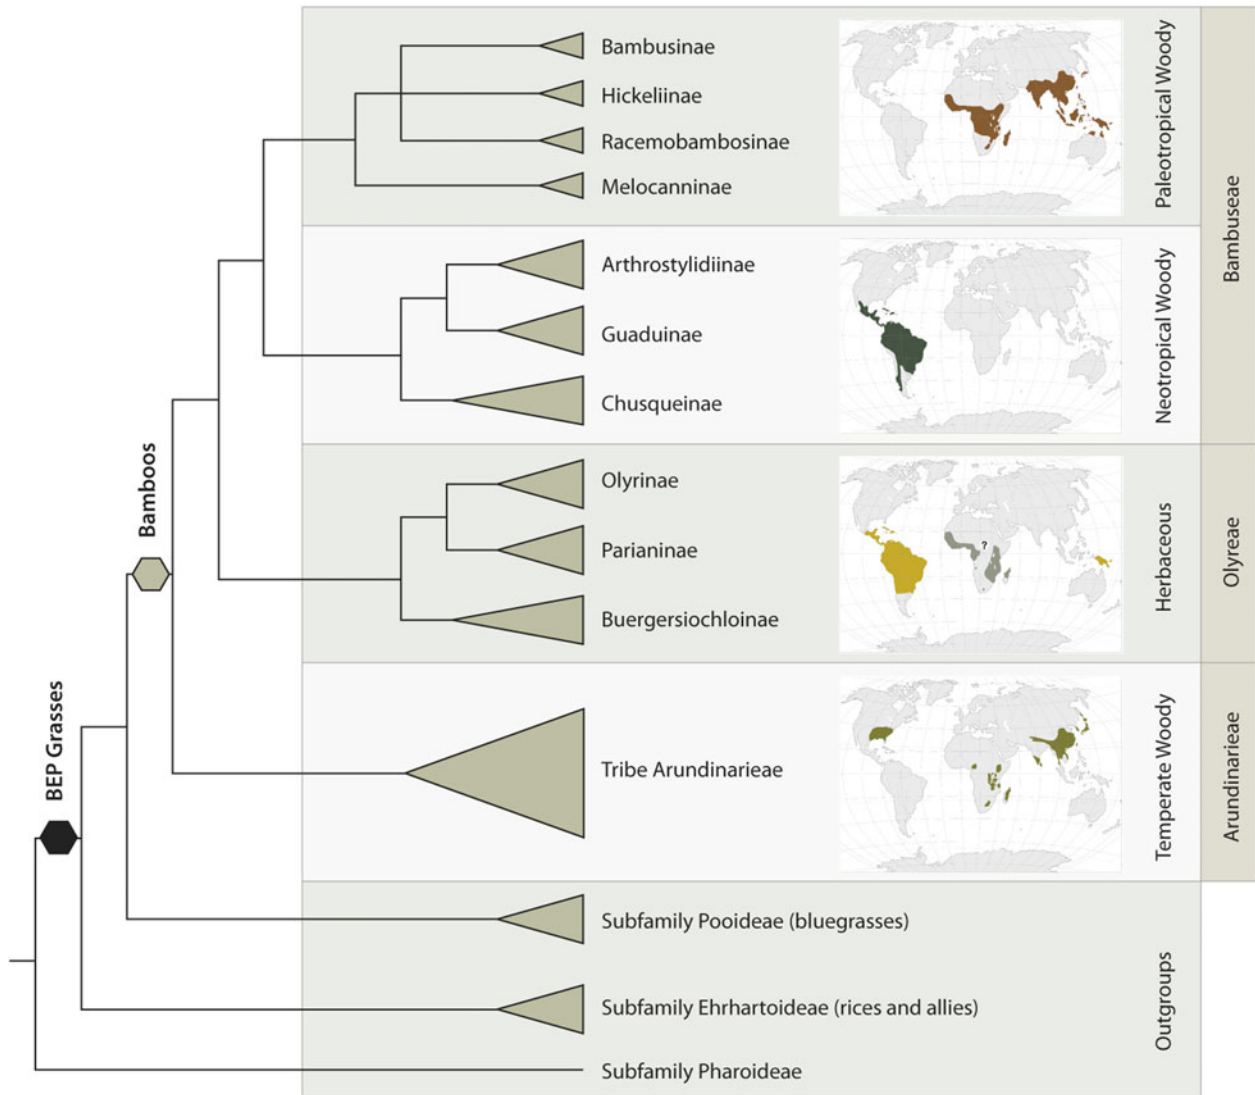 Bambusinae
Hickeliinae
Racemobambosinae
Melocanninae
Paleotropical Woody
Arthrostylidiinae
Guaduinae
Chusqueinae
Neotropical Woody
Bambuseae
Bamboos
Olyrinae
Parianinae
Buergersiochloinae
?
Herbaceous
Olyreae
BEP Grasses
Tribe Arundinarieae
Temperate Woody
Arundinarieae
Subfamily Pooideae (bluegrasses)
Subfamily Ehrhartoideae (rices and allies)
Subfamily Pharoideae
Outgroups